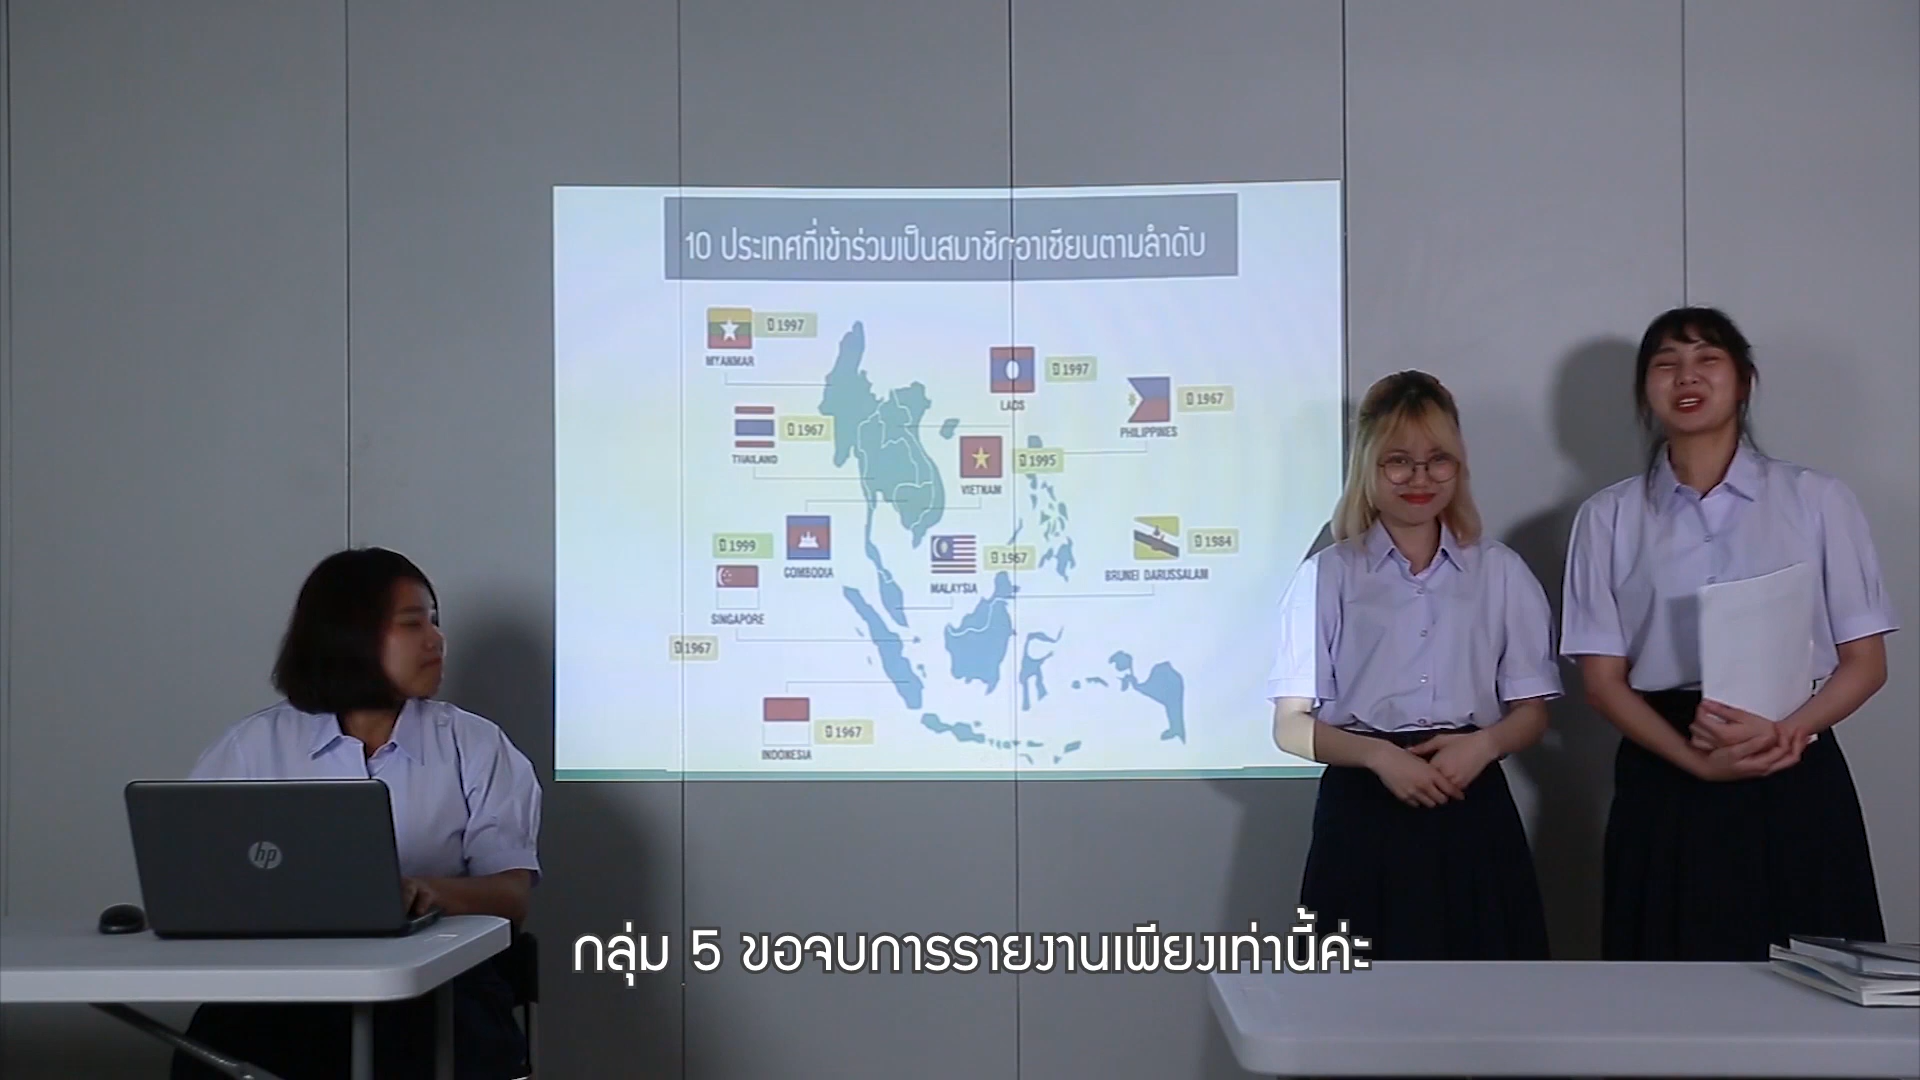 10 ประเทศที่เข้าร่วมเป็นสมาชิกอาเซียนตามลำดับ
ปี 1997
MYANMAR
ปี 1997
LAOS
ปี 1967
PHILIPPINES
ปี 1967
THAILAND
ปี 1995
VIETNAM
ปี 1999
COMBODIA
ปี 1967
MALAYSIA
ปี 1984
BRUNEI DARUSSALAM
SINGAPORE
ปี 1967
ปี 1967
INDONESIA
hp
กลุ่ม 5 ขอจบการรายงานเพียงเท่านี้ค่ะ